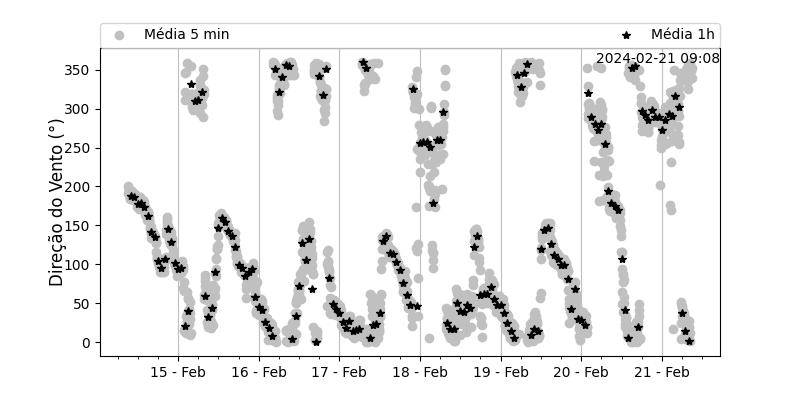 Média 5 min
Média 1h
2024-02-21 09:08
Direção do Vento (°)
350
300
250
200
150
100
50
0
15 - Feb
16 - Feb
17 - Feb
18 - Feb
19 - Feb
20 - Feb
21 - Feb